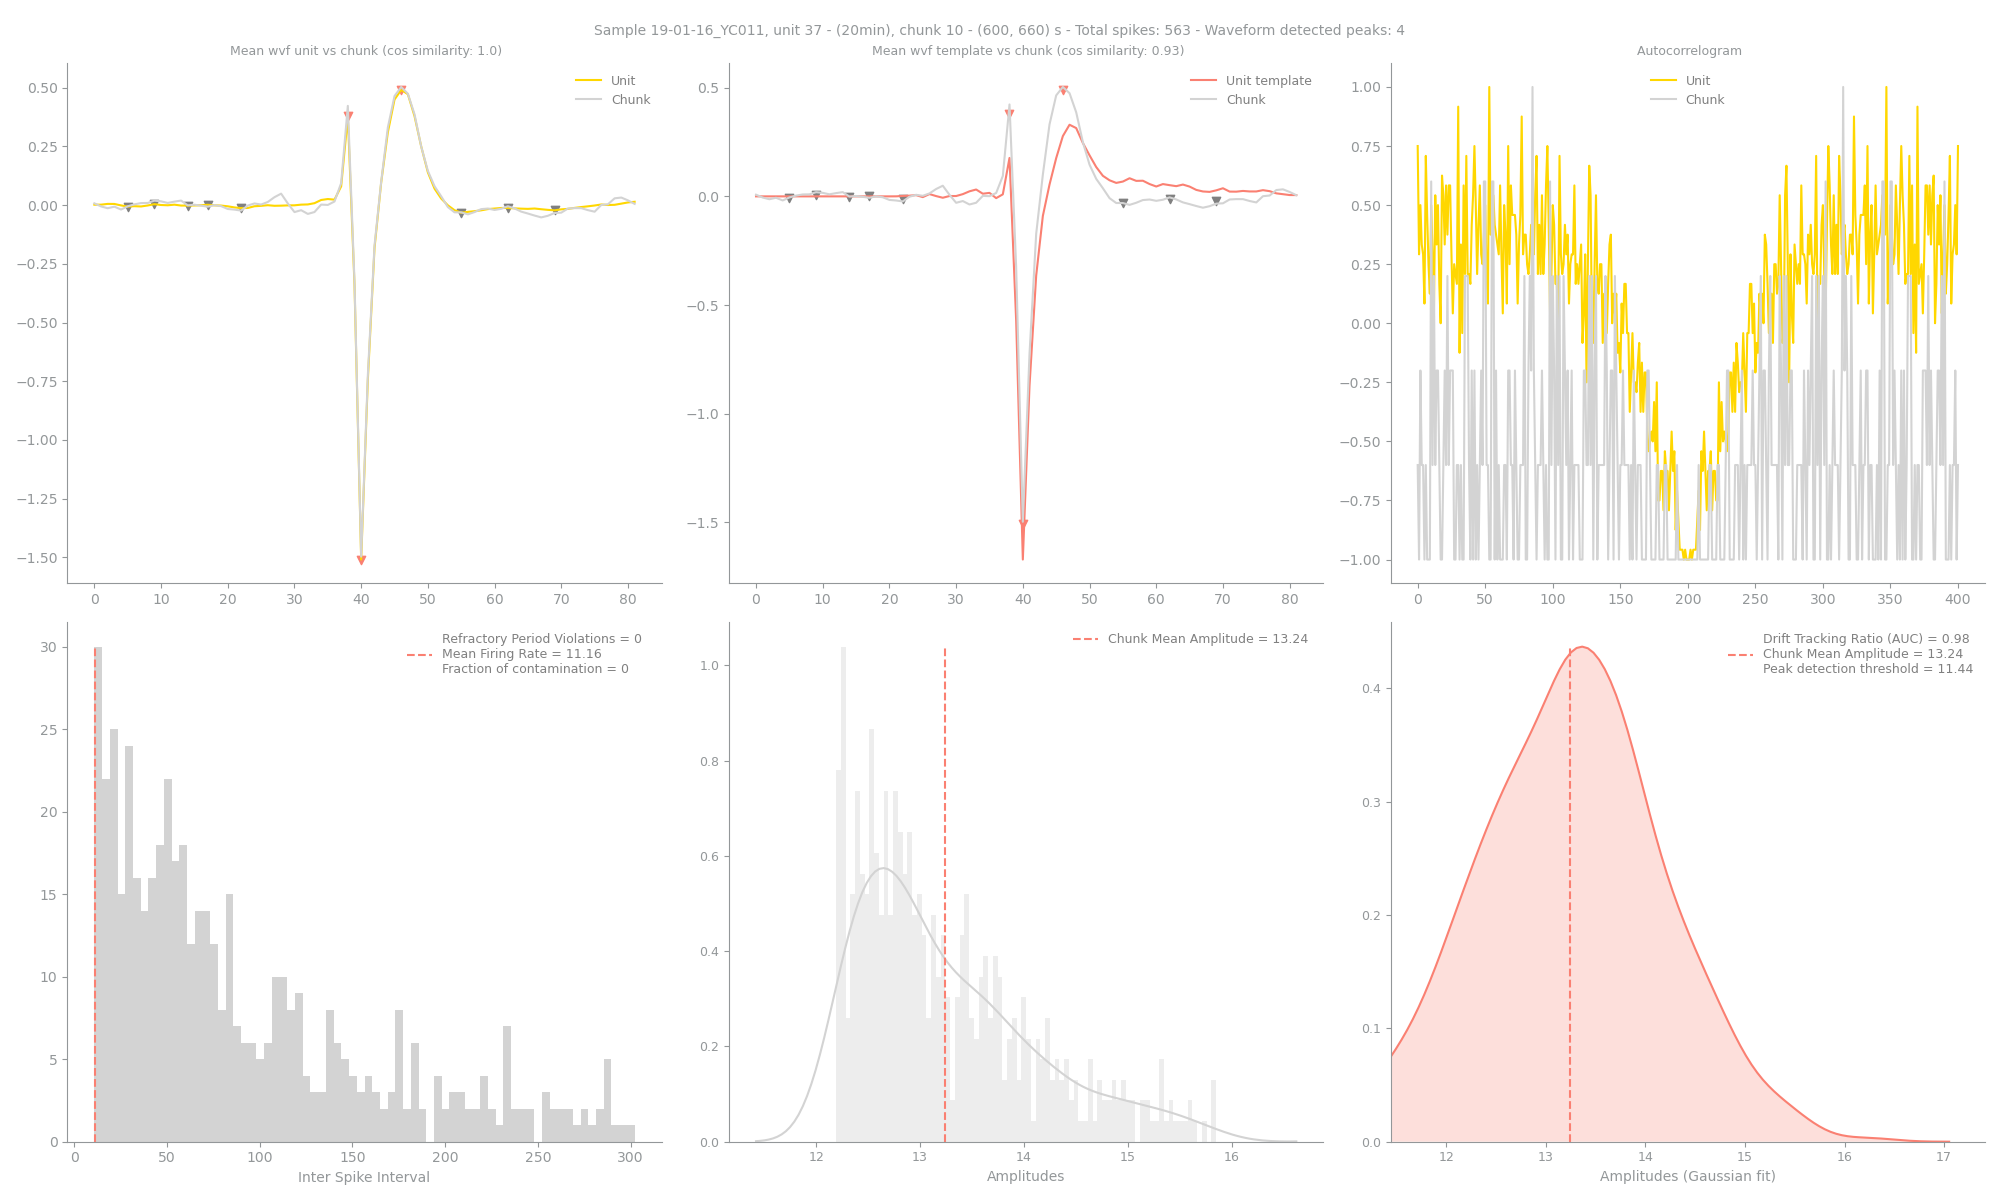 Sample 19-01-16_YC011, unit 37 - (20min), chunk 10 - (600, 660) s - Total spikes: 563 - Waveform detected peaks: 4
Mean wvf unit vs chunk (cos similarity: 1.0)
Unit
Chunk
0.50
0.25
0.00
−0.25
−0.50
−0.75
−1.00
−1.25
−1.50
0 10 20 30 40 50 60 70 80
Mean wvf template vs chunk (cos similarity: 0.93)
Unit template
Chunk
0.5
0.0
−0.5
−1.0
−1.5
0 10 20 30 40 50 60 70 80
Autocorrelogram
Unit
Chunk
1.00
0.75
0.50
0.25
0.00
−0.25
−0.50
−0.75
−1.00
0 50 100 150 200 250 300 350 400
Refractory Period Violations = 0
Mean Firing Rate = 11.16
Fraction of contamination = 0
30
25
20
15
10
5
0
0 50 100 150 200 250 300
Inter Spike Interval
Chunk Mean Amplitude = 13.24
1.0
0.8
0.6
0.4
0.2
0.0
12 13 14 15 16
Amplitudes
Drift Tracking Ratio (AUC) = 0.98
Chunk Mean Amplitude = 13.24
Peak detection threshold = 11.44
0.4
0.3
0.2
0.1
0.0
12 13 14 15 16 17
Amplitudes (Gaussian fit)